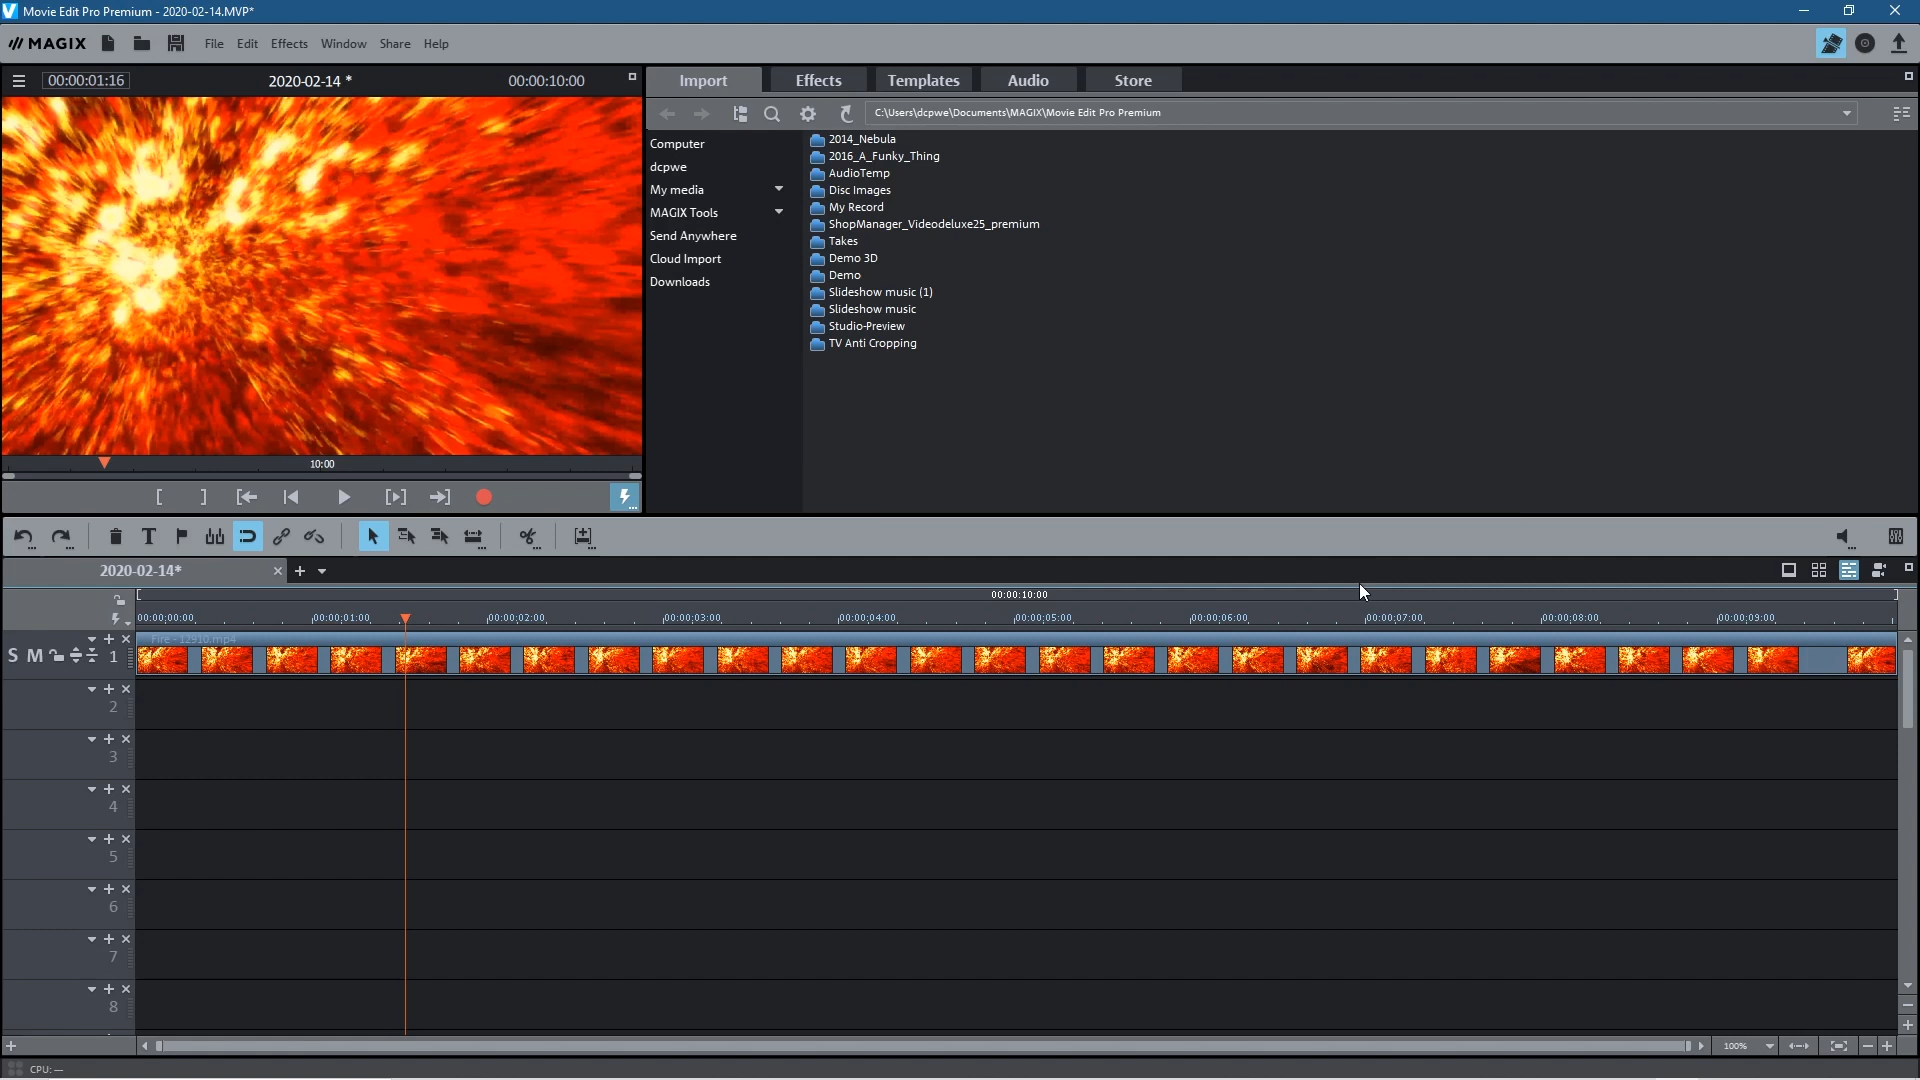 Movie Edit Pro Premium - 2020-02-14.MVP*
MAGIX File Edit Effects Window Share Help
00:00:01:16 2020-02-14 * 00:00:10:00
Import Effects Templates Audio Store
C:\Users\dcpwe\Documents\MAGIX\Movie Edit Pro Premium
Computer
dcpwe
My media
MAGIX Tools
Send Anywhere
Cloud Import
Downloads
2014_Nebula
2016_A_Funky_Thing
AudioTemp
Disc Images
My Record
ShopManager_Videodeluxe25_premium
Takes
Demo 3D
Demo
Slideshow music (1)
Slideshow music
Studio-Preview
TV Anti Cropping
10:00
2020-02-14*
00:00:10:00
00:00:00;00 00:00:01;00 00:00:02;00 00:00:03;00 00:00:04;00 00:00:05;00 00:00:06;00 00:00:07;00 00:00:08;00 00:00:09;00
Fire - 12910.mp4
S M 1
2
3
4
5
6
7
8
100%
CPU: —